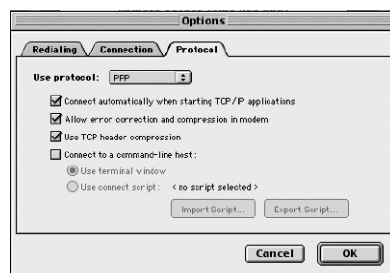 Options
Redialing Connection Protocol
Use protocol: PPP
Connect automatically when starting TCP/IP applications
Allow error correction and compression in modem
Use TCP header compression
Connect to a command-line host:
Use terminal window
Use connect script: < no script selected >
Import Script... Export Script...
Cancel OK